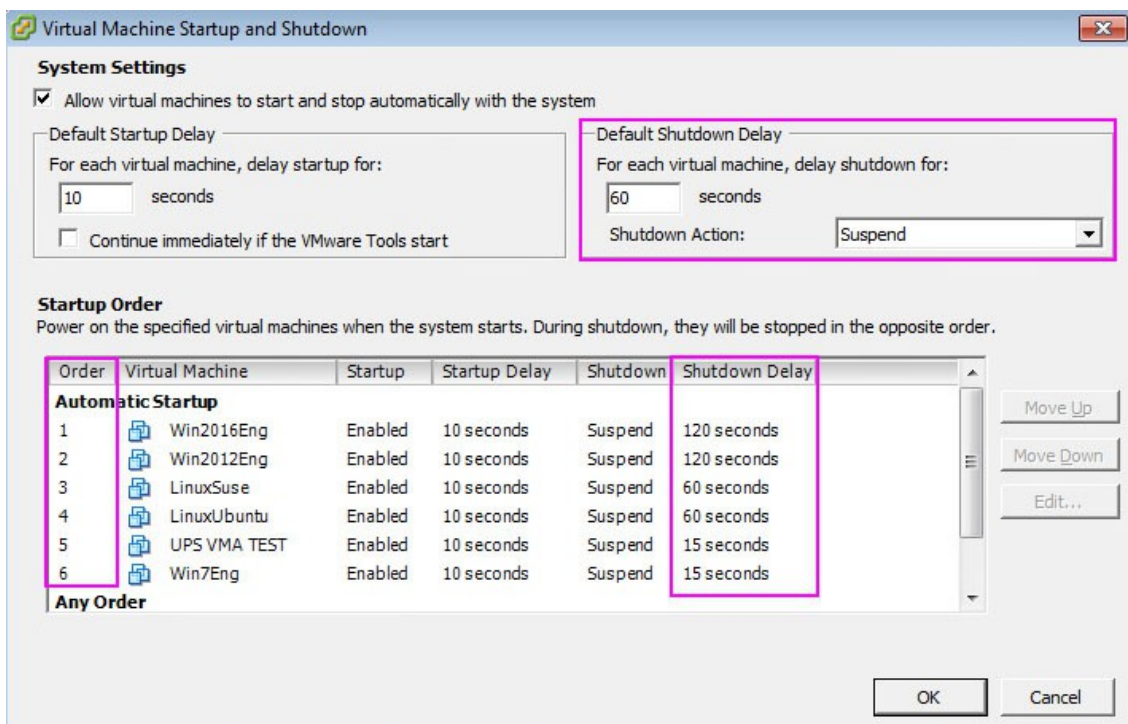 Virtual Machine Startup and Shutdown
System Settings
Allow virtual machines to start and stop automatically with the system
Default Startup Delay
For each virtual machine, delay startup for:
10 seconds
Continue immediately if the VMware Tools start
Default Shutdown Delay
For each virtual machine, delay shutdown for:
60 seconds
Shutdown Action: Suspend
Startup Order
Power on the specified virtual machines when the system starts. During shutdown, they will be stopped in the opposite order.
Order Virtual Machine Startup Startup Delay Shutdown Shutdown Delay
Automatic Startup
1 Win2016Eng Enabled 10 seconds Suspend 120 seconds
2 Win2012Eng Enabled 10 seconds Suspend 120 seconds
3 LinuxSuse Enabled 10 seconds Suspend 60 seconds
4 LinuxUbuntu Enabled 10 seconds Suspend 60 seconds
5 UPS VMA TEST Enabled 10 seconds Suspend 15 seconds
6 Win7Eng Enabled 10 seconds Suspend 15 seconds
Any Order
Move Up
Move Down
Edit...
OK Cancel